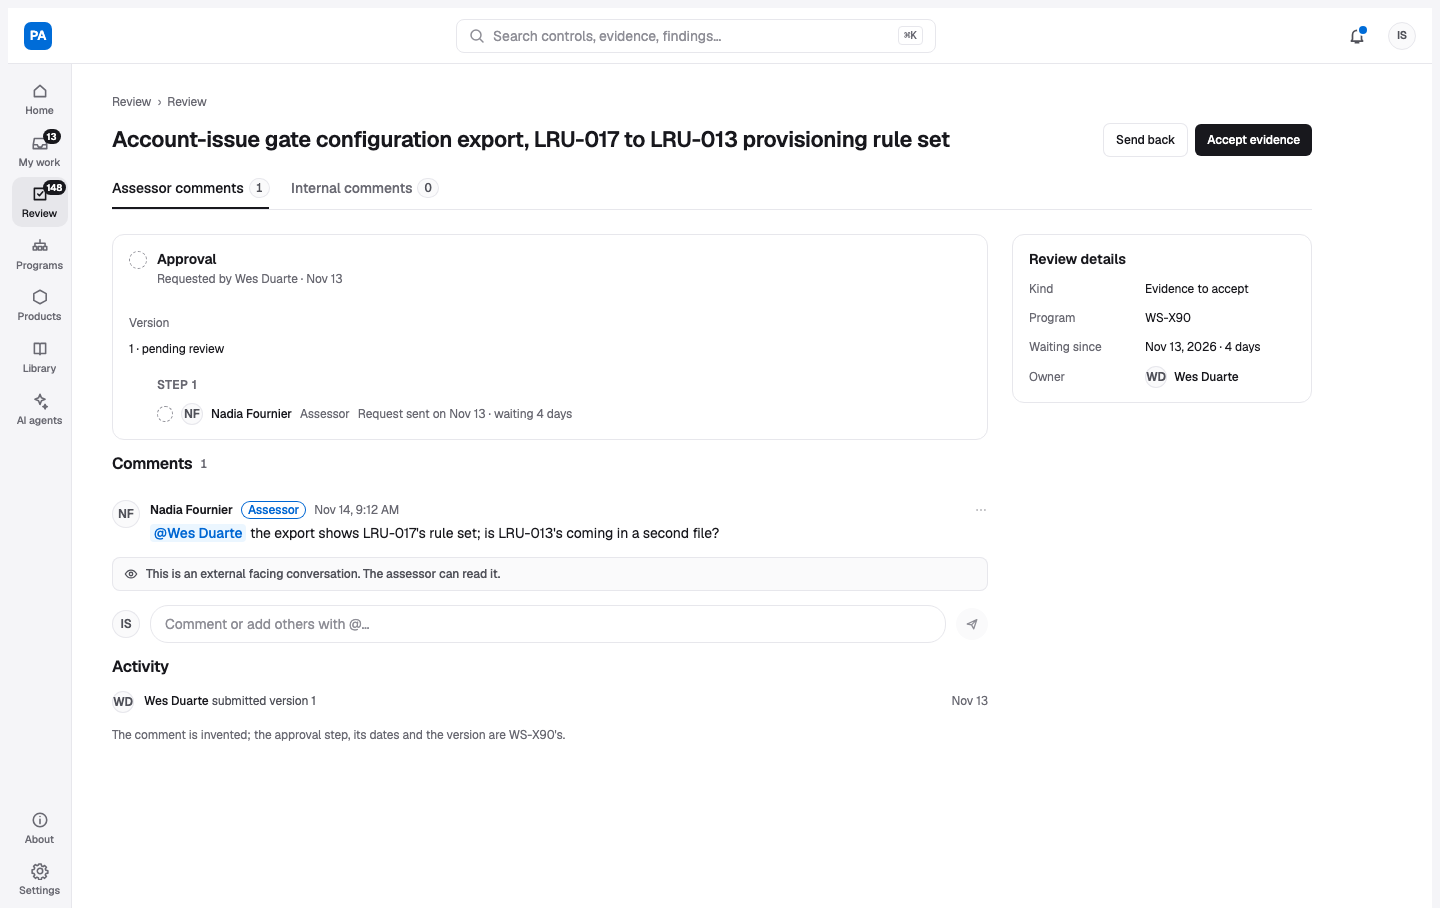 PA
Search controls, evidence, findings... ⌘K
IS
Home
13
My work
148
Review
Programs
Products
Library
AI agents
About
Settings
Review › Review
Account-issue gate configuration export, LRU-017 to LRU-013 provisioning rule set
Send back
Accept evidence
Assessor comments 1
Internal comments 0
Approval
Requested by Wes Duarte · Nov 13
Version
1 · pending review
STEP 1
NF Nadia Fournier Assessor Request sent on Nov 13 · waiting 4 days
Review details
Kind Evidence to accept
Program WS-X90
Waiting since Nov 13, 2026 · 4 days
Owner WD Wes Duarte
Comments 1
NF Nadia Fournier Assessor Nov 14, 9:12 AM
@Wes Duarte the export shows LRU-017's rule set; is LRU-013's coming in a second file?
This is an external facing conversation. The assessor can read it.
IS Comment or add others with @...
Activity
WD Wes Duarte submitted version 1 Nov 13
The comment is invented; the approval step, its dates and the version are WS-X90's.